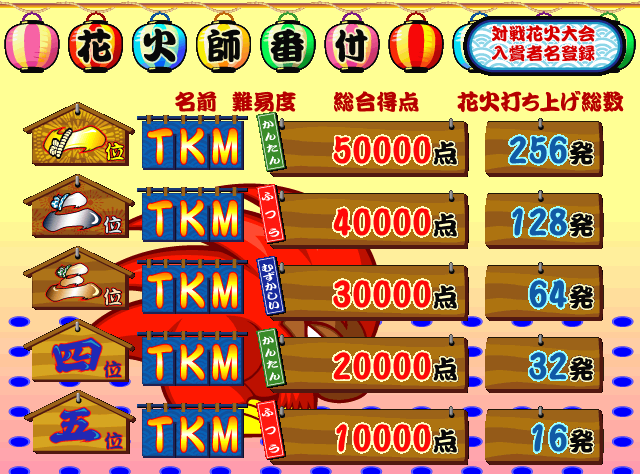 花火師番付
対戦花火大会
入賞者名登録
名前 難易度 総合得点 花火打ち上げ総数
一位 TKM かんたん 50000点 256発
二位 TKM ふつう 40000点 128発
三位 TKM むずかしい 30000点 64発
四位 TKM かんたん 20000点 32発
五位 TKM ふつう 10000点 16発